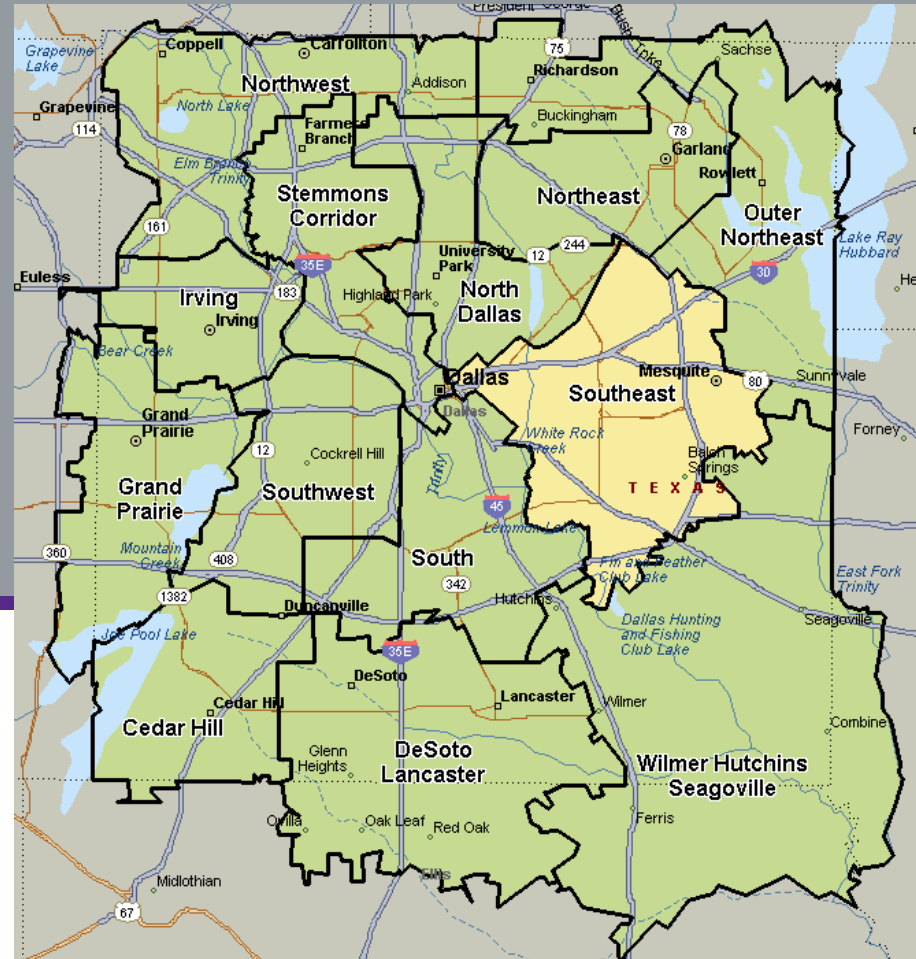 President George
Bush Tpke
Grapevine
Lake
Coppell
Carrollton
75
Sachse
Northwest
Addison
Richardson
North Lake
Buckingham
Grapevine
114
Farmers
Branch
78
Garland
Elm Branch
Trinity
Rowlett
Stemmons
Corridor
Northeast
Outer
Northeast
161
University
Park
12
244
Lake Ray
Hubbard
Euless
35E
30
183
Irving
Highland Park
North
Dallas
Irving
Bear Creek
Dallas
Mesquite
80
Sunnyvale
Southeast
Dallas
Grand
Prairie
White Rock
Creek
Forney
12
Cockrell Hill
Trinity
Balch
Springs
Grand
Prairie
Southwest
TEXAS
45
Lemmon Lake
360
Mountain
Creek
408
South
342
Fin and Feather
Club Lake
East Fork
Trinity
1382
Duncanville
Hutchins
Seagoville
Joe Pool Lake
Dallas Hunting
and Fishing
Club Lake
35E
DeSoto
Cedar Hill
Lancaster
Wilmer
Cedar Hill
Combine
Glenn
Heights
DeSoto
Lancaster
Wilmer Hutchins
Seagoville
Ovilla
Oak Leaf
Red Oak
Ferris
Ellis
Midlothian
67